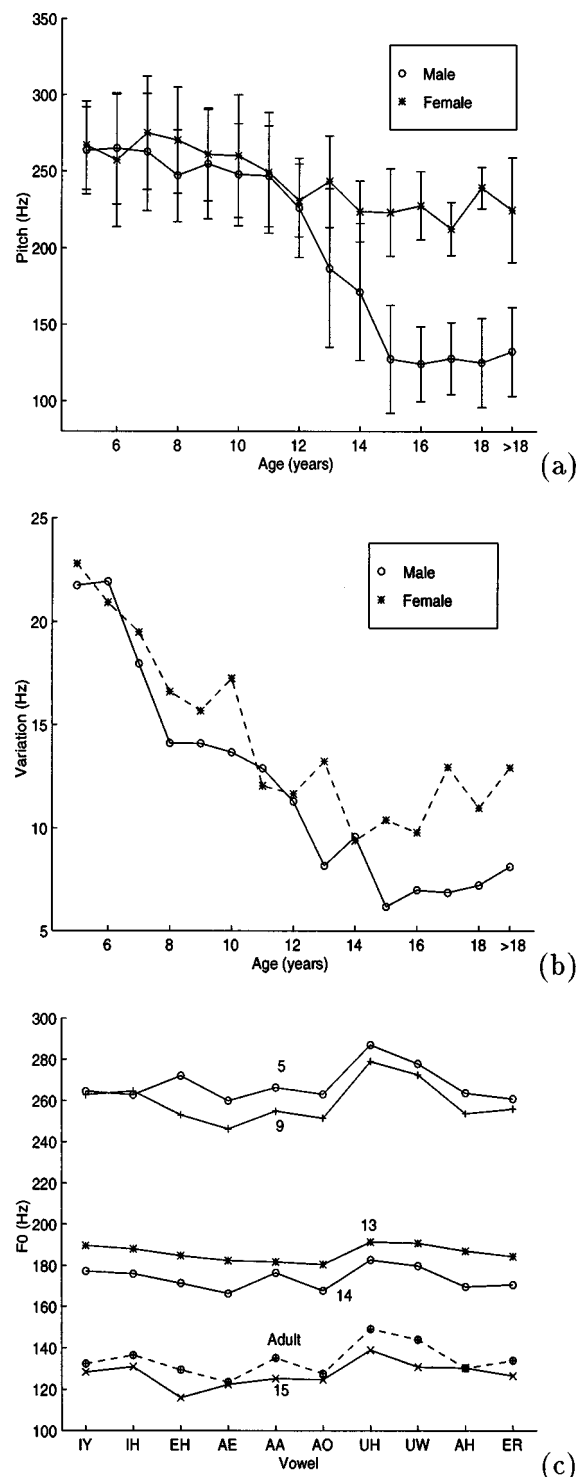 350
300
250
200
150
100
Pitch (Hz)
Male
Female
6 8 10 12 14 16 18 >18
Age (years)
(a)
25
20
15
10
5
Variation (Hz)
Male
Female
6 8 10 12 14 16 18 >18
Age (years)
(b)
300
280
260
240
220
200
180
160
140
120
100
F0 (Hz)
5
9
13
14
Adult
15
IY IH EH AE AA AO UH UW AH ER
Vowel
(c)